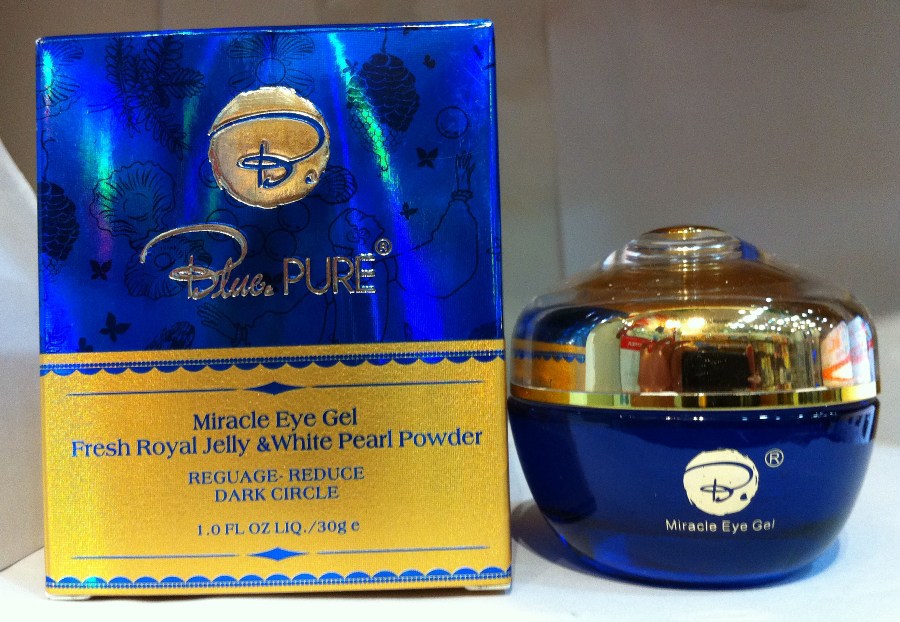 B.
Blue. PURE®
Miracle Eye Gel
Fresh Royal Jelly &White Pearl Powder
REGUAGE- REDUCE
DARK CIRCLE
1.0 FL OZ LIQ./30g e
B. ®
Miracle Eye Gel